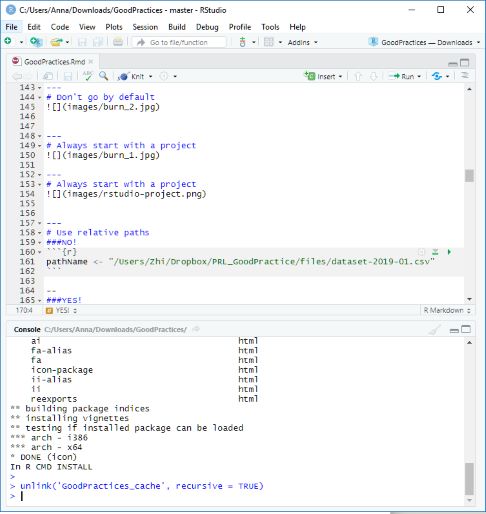 C:/Users/Anna/Downloads/GoodPractices - master - RStudio
File Edit Code View Plots Session Build Debug Profile Tools Help
Go to file/function Addins GoodPractices — Downloads
GoodPractices.Rmd
ABC Knit Insert Run
143 ---
144 # Don't go by default
145 ![](images/burn_2.jpg)
146
147
148 ---
149 # Always start with a project
150 ![](images/burn_1.jpg)
151
152 ---
153 # Always start with a project
154 ![](images/rstudio-project.png)
155
156
157 ---
158 # Use relative paths
159 ###NO!
160 ```{r}
161 pathName <- "/Users/Zhi/Dropbox/PRL_GoodPractice/files/dataset-2019-01.csv"
162 ```
163
164 --
165 ###YES!
170:4 YES! R Markdown
Console C:/Users/Anna/Downloads/GoodPractices/
ai html
fa-alias html
fa html
icon-package html
ii-alias html
ii html
reexports html
** building package indices
** installing vignettes
** testing if installed package can be loaded
*** arch - i386
*** arch - x64
* DONE (icon)
In R CMD INSTALL
>
> unlink('GoodPractices_cache', recursive = TRUE)
>